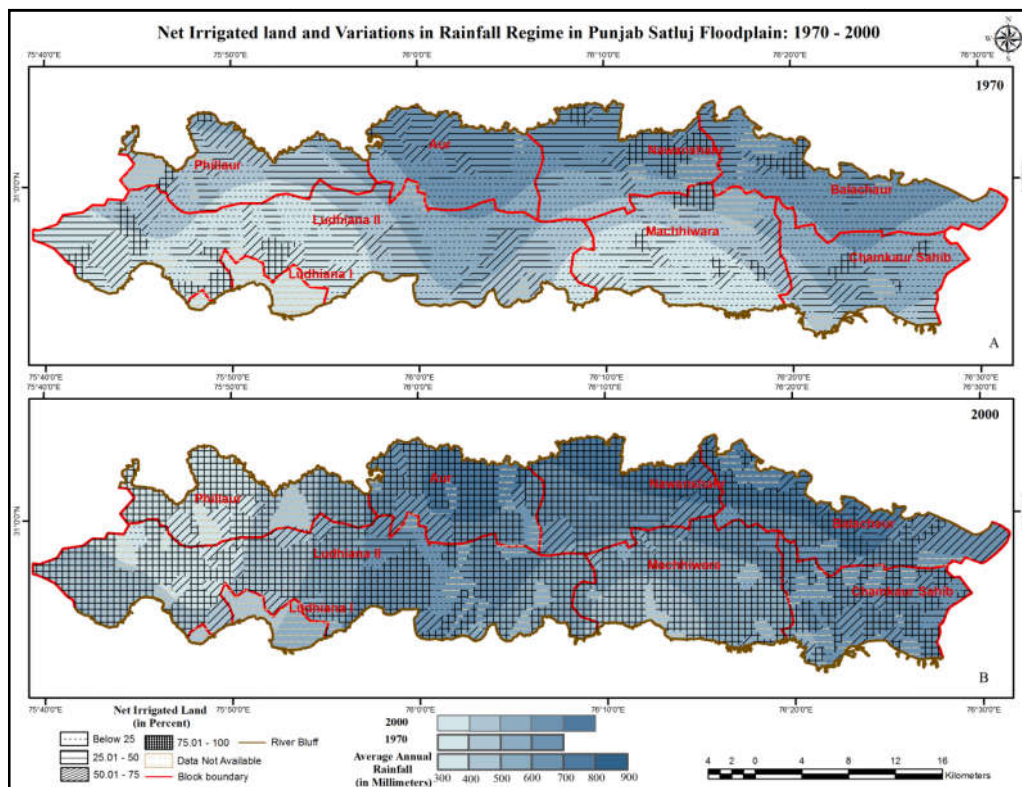 Net Irrigated land and Variations in Rainfall Regime in Punjab Satluj Floodplain: 1970 - 2000
N
W
S
75°40'0"E 75°50'0"E 76°0'0"E 76°10'0"E 76°20'0"E 76°30'0"E
1970
31°0'0"N
Phillaur
Aur
Nawanshahr
Balachaur
Ludhiana II
Machhiwara
Chamkaur Sahib
Ludhiana I
A
75°40'0"E 75°50'0"E 76°0'0"E 76°10'0"E 76°20'0"E 76°30'0"E
2000
31°0'0"N
Phillaur
Aur
Nawanshahr
Balachaur
Ludhiana II
Machhiwara
Chamkaur Sahib
Ludhiana I
B
75°40'0"E 75°50'0"E 76°0'0"E 76°10'0"E 76°20'0"E 76°30'0"E
Net Irrigated Land
(in Percent)
Below 25
25.01 - 50
50.01 - 75
75.01 - 100
Data Not Available
Block boundary
River Bluff
2000
1970
Average Annual
Rainfall
(in Millimeters)
300 400 500 600 700 800 900
4 2 0 4 8 12 16
Kilometers